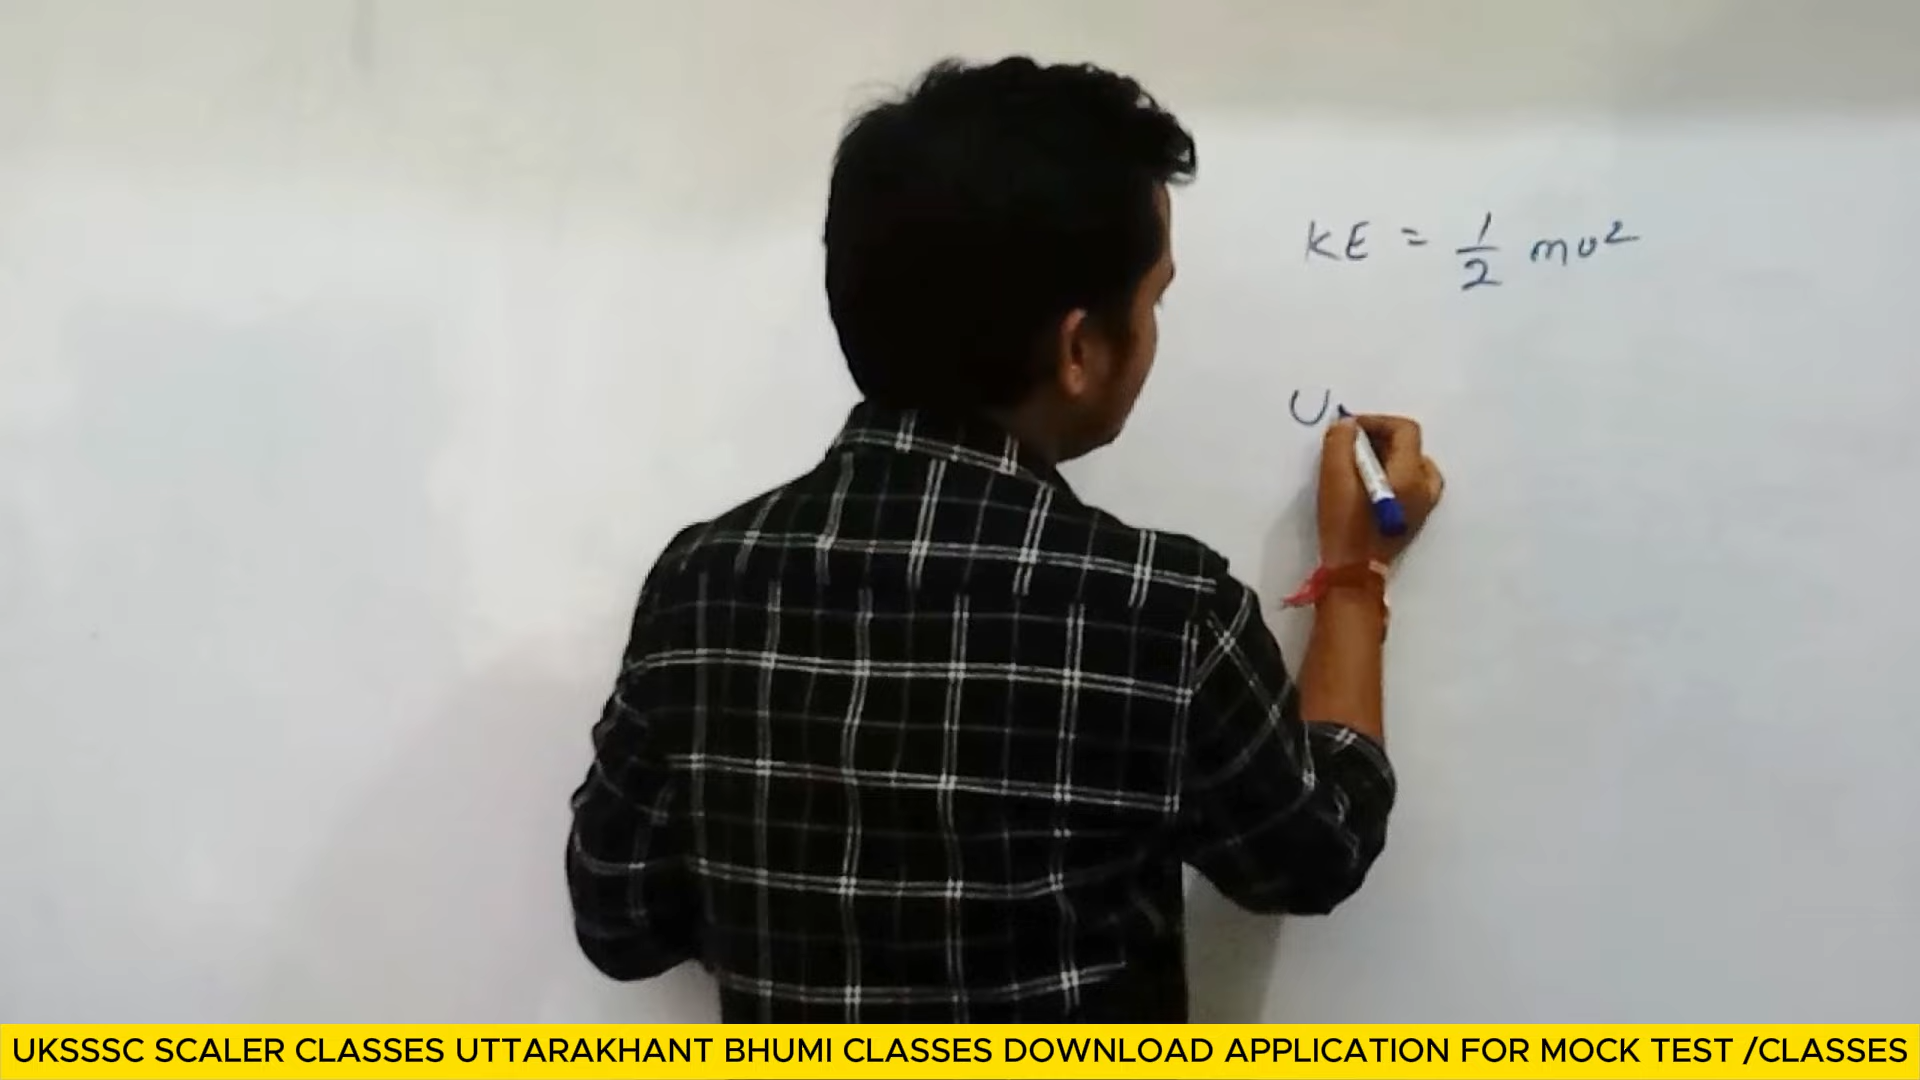 KE = 1/2 mv²
U
UKSSSC SCALER CLASSES UTTARAKHANT BHUMI CLASSES DOWNLOAD APPLICATION FOR MOCK TEST /CLASSES